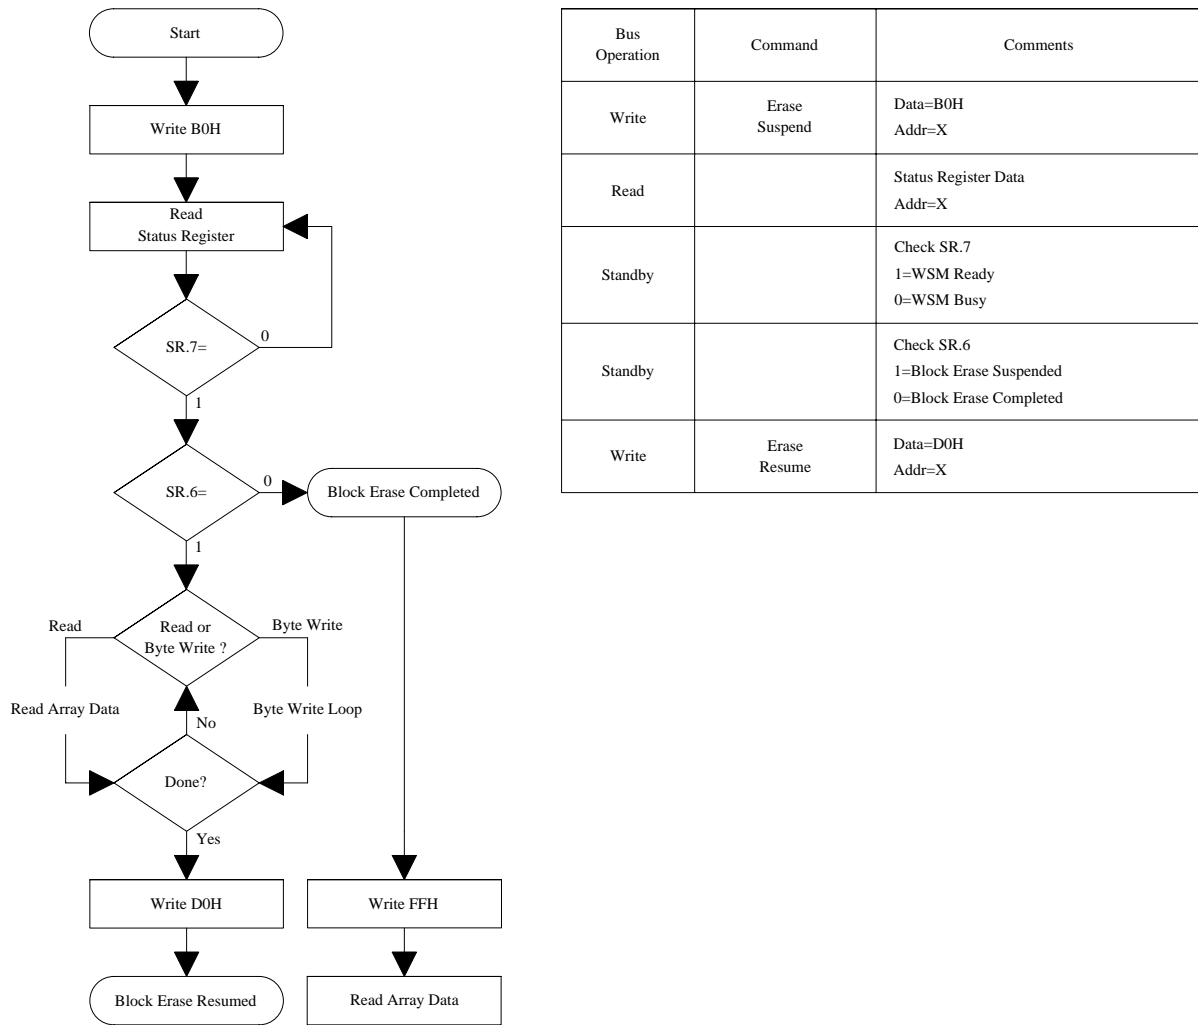 Start
Write B0H
Read
Status Register
SR.7=
0
1
SR.6=
0
Block Erase Completed
1
Read
Read or
Byte Write ?
Byte Write
Read Array Data
Byte Write Loop
No
Done?
Yes
Write D0H
Write FFH
Block Erase Resumed
Read Array Data
Bus
Operation
Command
Comments
Write
Erase
Suspend
Data=B0H
Addr=X
Read
Status Register Data
Addr=X
Standby
Check SR.7
1=WSM Ready
0=WSM Busy
Standby
Check SR.6
1=Block Erase Suspended
0=Block Erase Completed
Write
Erase
Resume
Data=D0H
Addr=X